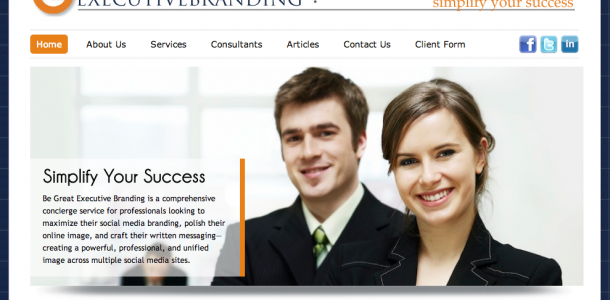 EXECUTIVEBRANDING
simplify your success
Home About Us Services Consultants Articles Contact Us Client Form
f t in
Simplify Your Success
Be Great Executive Branding is a comprehensive
concierge service for professionals looking to
maximize their social media branding, polish their
online image, and craft their written messaging—
creating a powerful, professional, and unified
image across multiple social media sites.